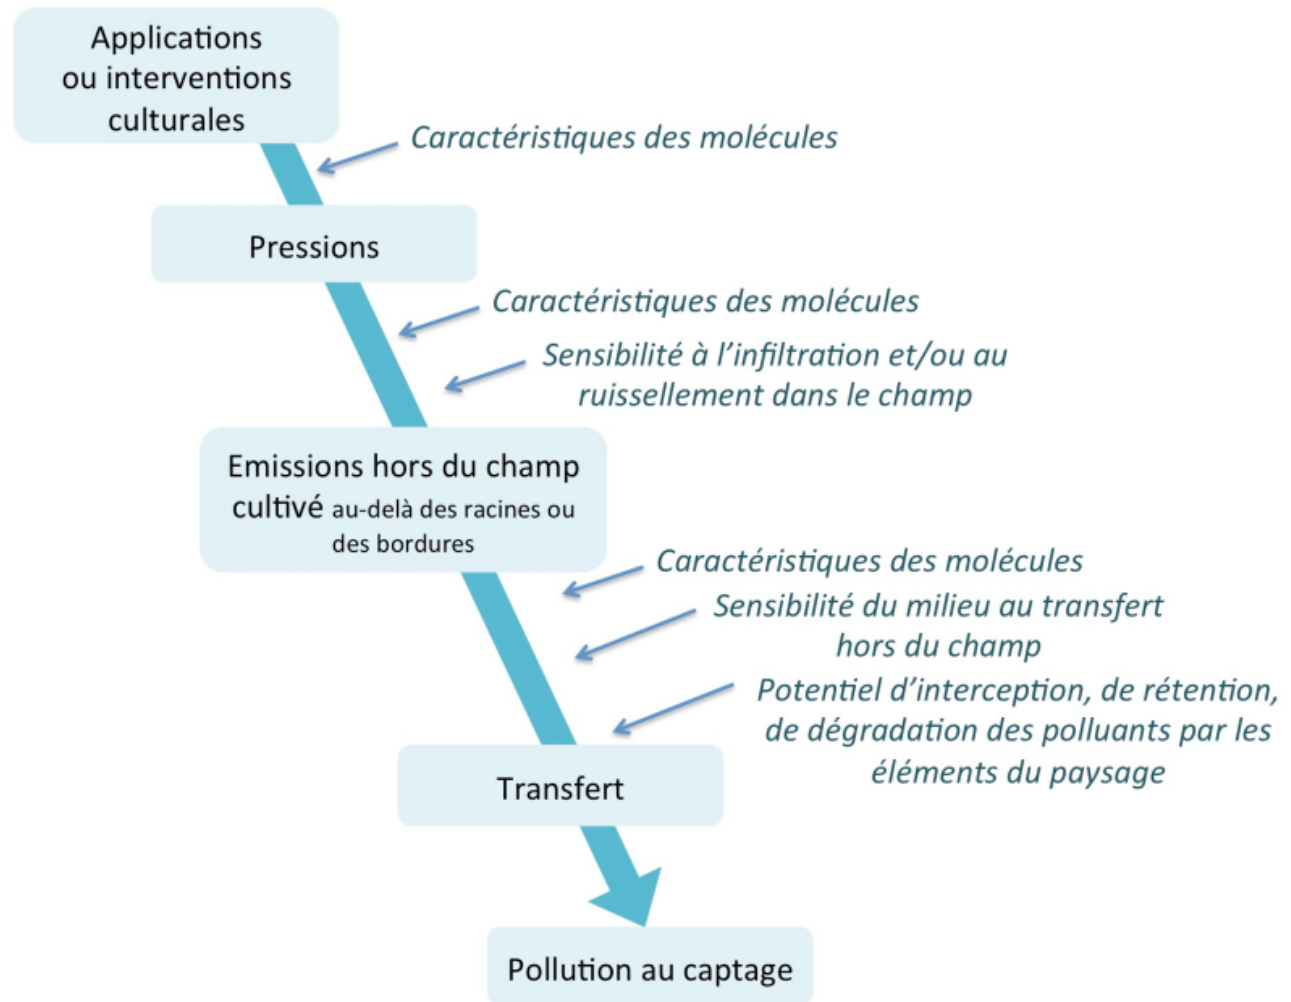 Applications
ou interventions
culturales
Caractéristiques des molécules
Pressions
Caractéristiques des molécules
Sensibilité à l’infiltration et/ou au
ruissellement dans le champ
Emissions hors du champ
cultivé au-delà des racines ou
des bordures
Caractéristiques des molécules
Sensibilité du milieu au transfert
hors du champ
Potentiel d’interception, de rétention,
de dégradation des polluants par les
éléments du paysage
Transfert
Pollution au captage